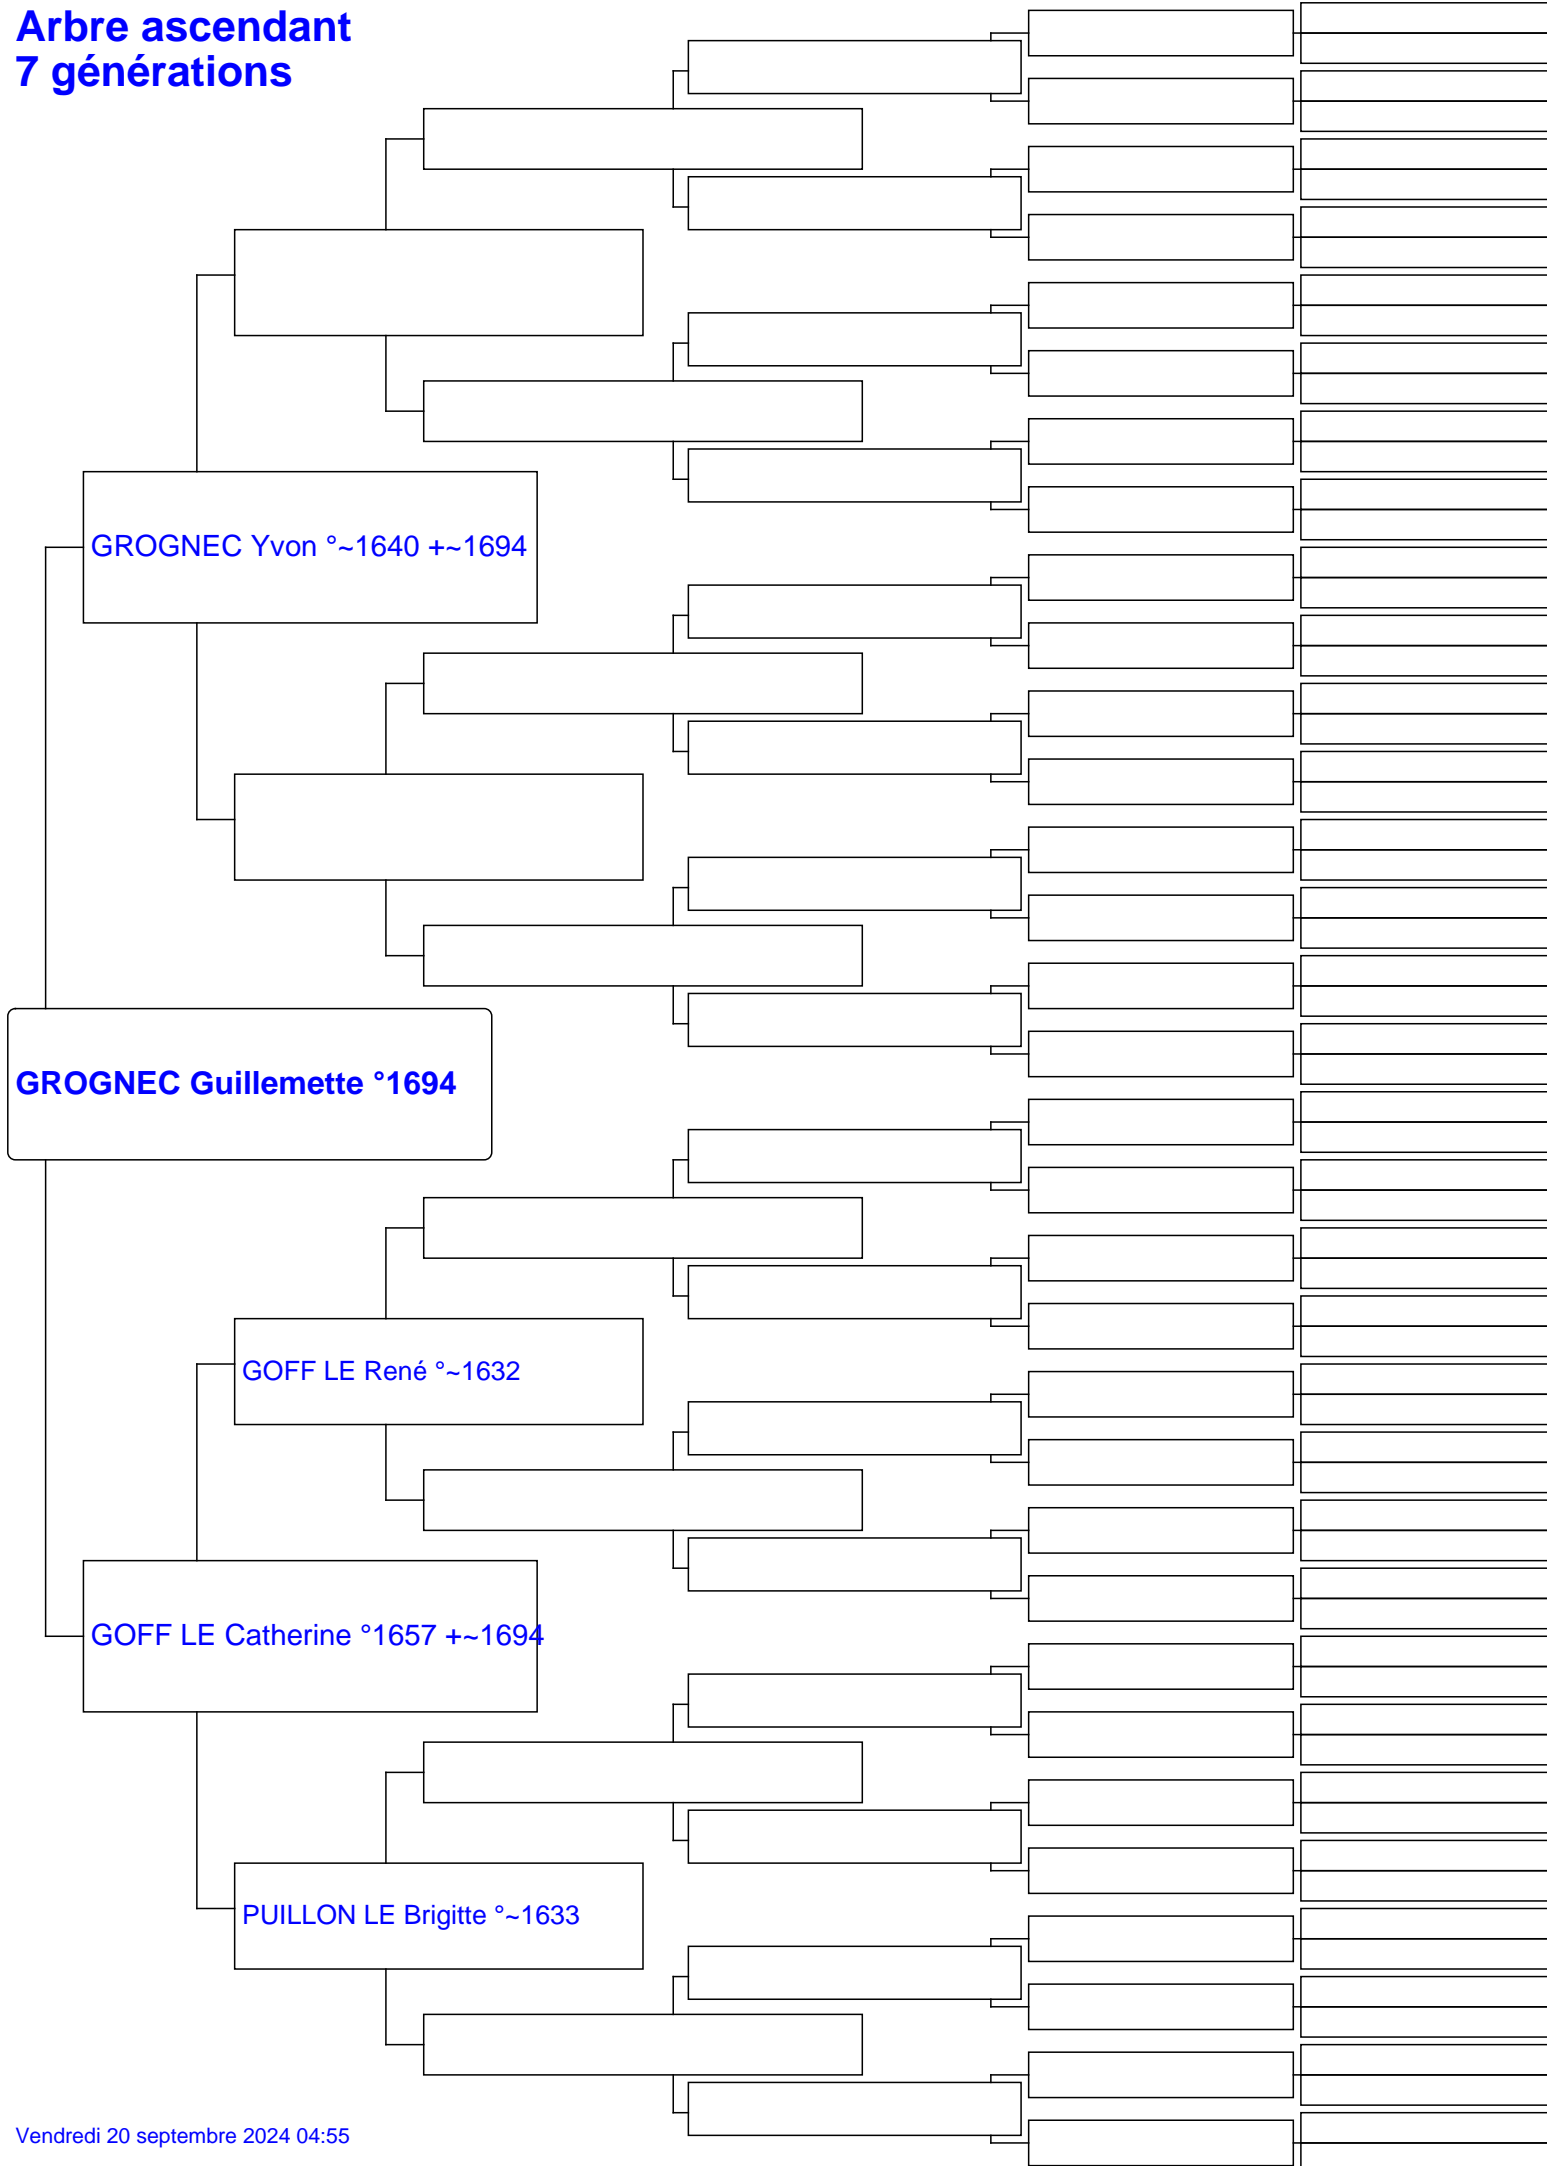 Arbre ascendant
7 générations
GROGNEC Yvon °~1640 +~1694
GROGNEC Guillemette °1694
GOFF LE René °~1632
GOFF LE Catherine °1657 +~1694
PUILLON LE Brigitte °~1633
Vendredi 20 septembre 2024 04:55